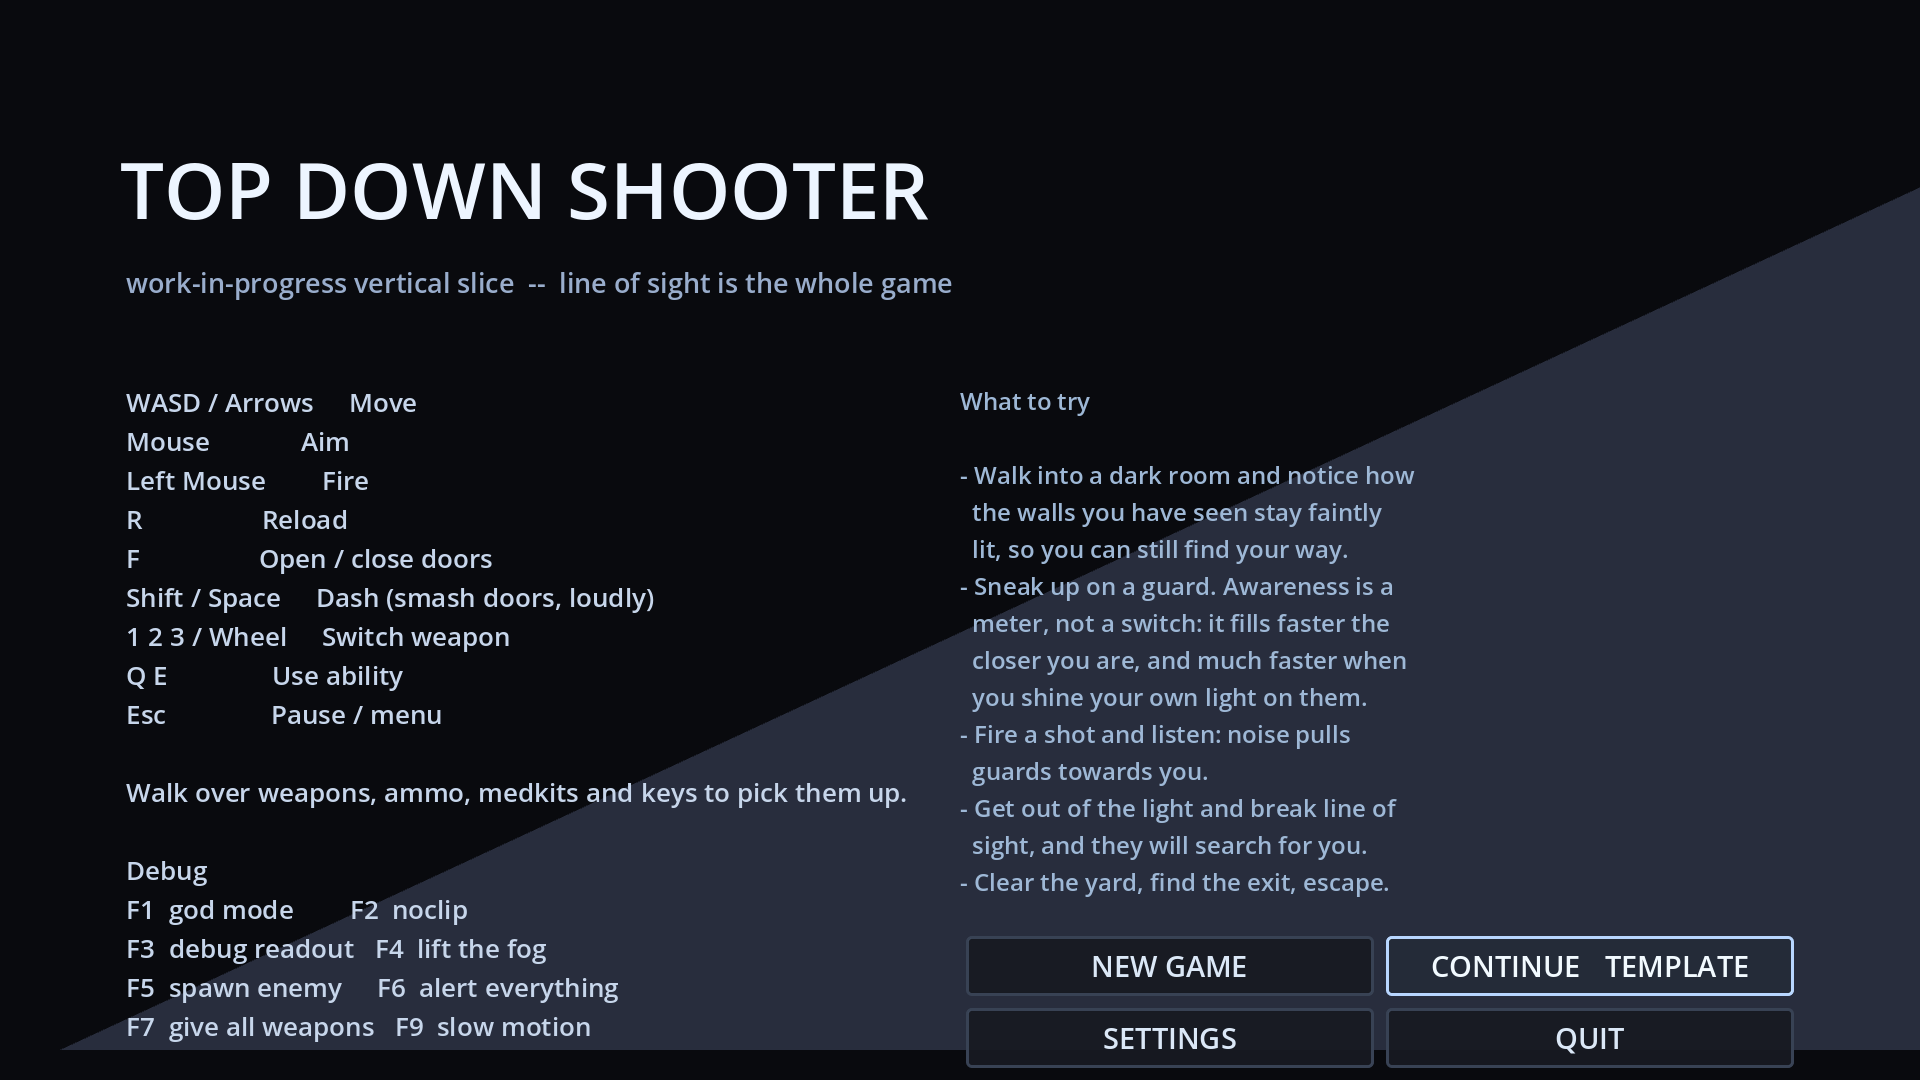 TOP DOWN SHOOTER
work-in-progress vertical slice -- line of sight is the whole game
WASD / Arrows Move
Mouse Aim
Left Mouse Fire
R Reload
F Open / close doors
Shift / Space Dash (smash doors, loudly)
1 2 3 / Wheel Switch weapon
Q E Use ability
Esc Pause / menu
Walk over weapons, ammo, medkits and keys to pick them up.
Debug
F1 god mode F2 noclip
F3 debug readout F4 lift the fog
F5 spawn enemy F6 alert everything
F7 give all weapons F9 slow motion
What to try
- Walk into a dark room and notice how
the walls you have seen stay faintly
lit, so you can still find your way.
- Sneak up on a guard. Awareness is a
meter, not a switch: it fills faster the
closer you are, and much faster when
you shine your own light on them.
- Fire a shot and listen: noise pulls
guards towards you.
- Get out of the light and break line of
sight, and they will search for you.
- Clear the yard, find the exit, escape.
NEW GAME
CONTINUE TEMPLATE
SETTINGS
QUIT